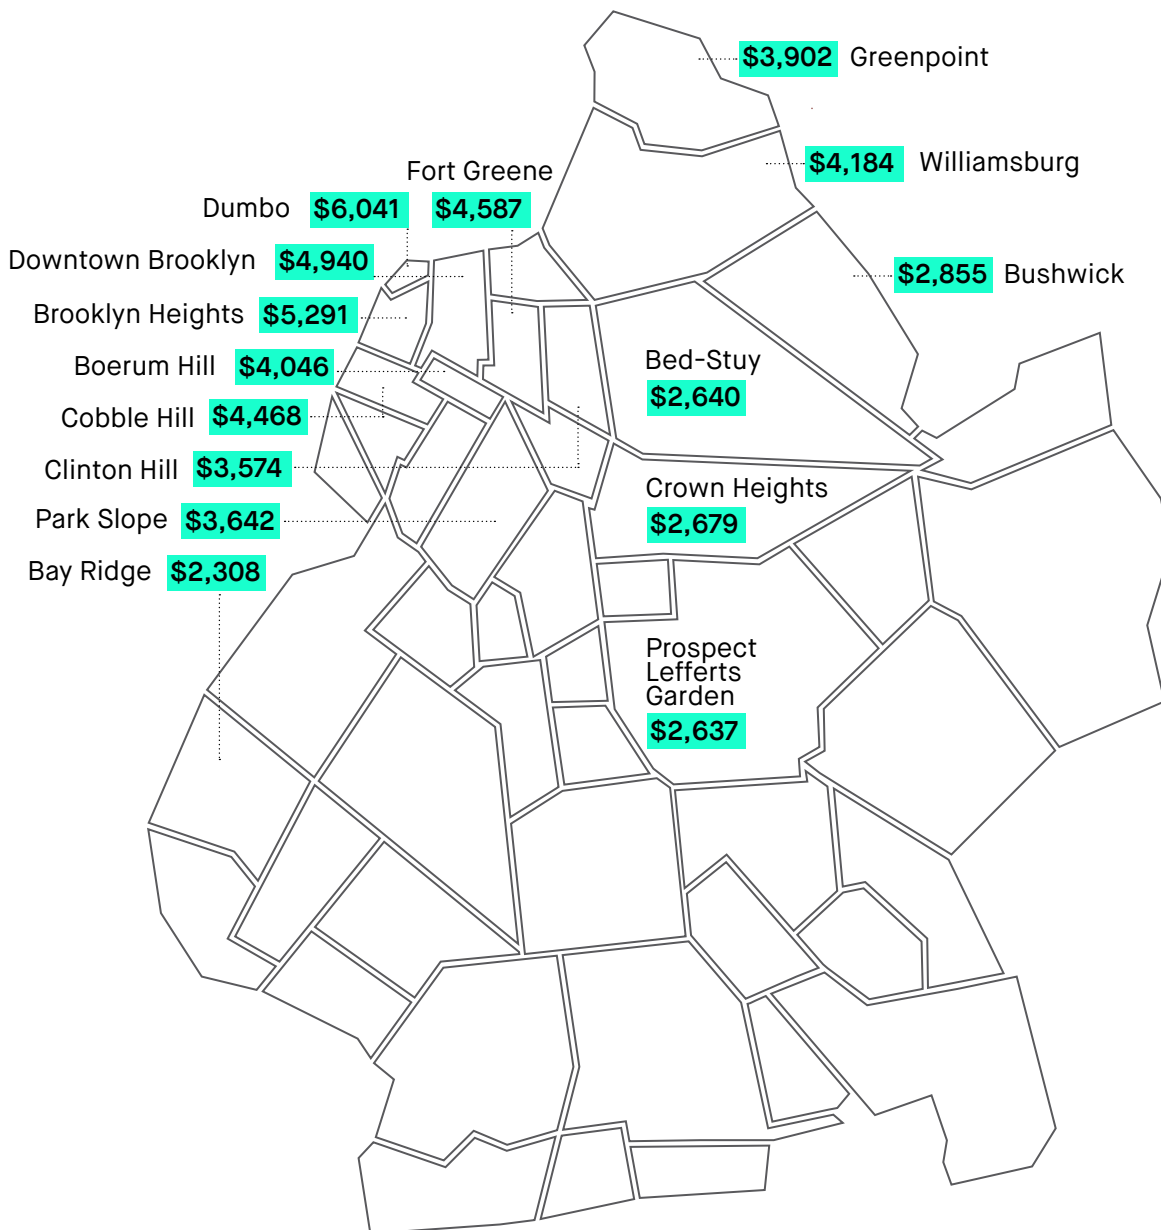 $3,902 Greenpoint
$4,184 Williamsburg
Fort Greene
$4,587
Dumbo $6,041
Downtown Brooklyn $4,940
$2,855 Bushwick
Brooklyn Heights $5,291
Boerum Hill $4,046
Bed-Stuy
$2,640
Cobble Hill $4,468
Clinton Hill $3,574
Crown Heights
$2,679
Park Slope $3,642
Bay Ridge $2,308
Prospect
Lefferts
Garden
$2,637